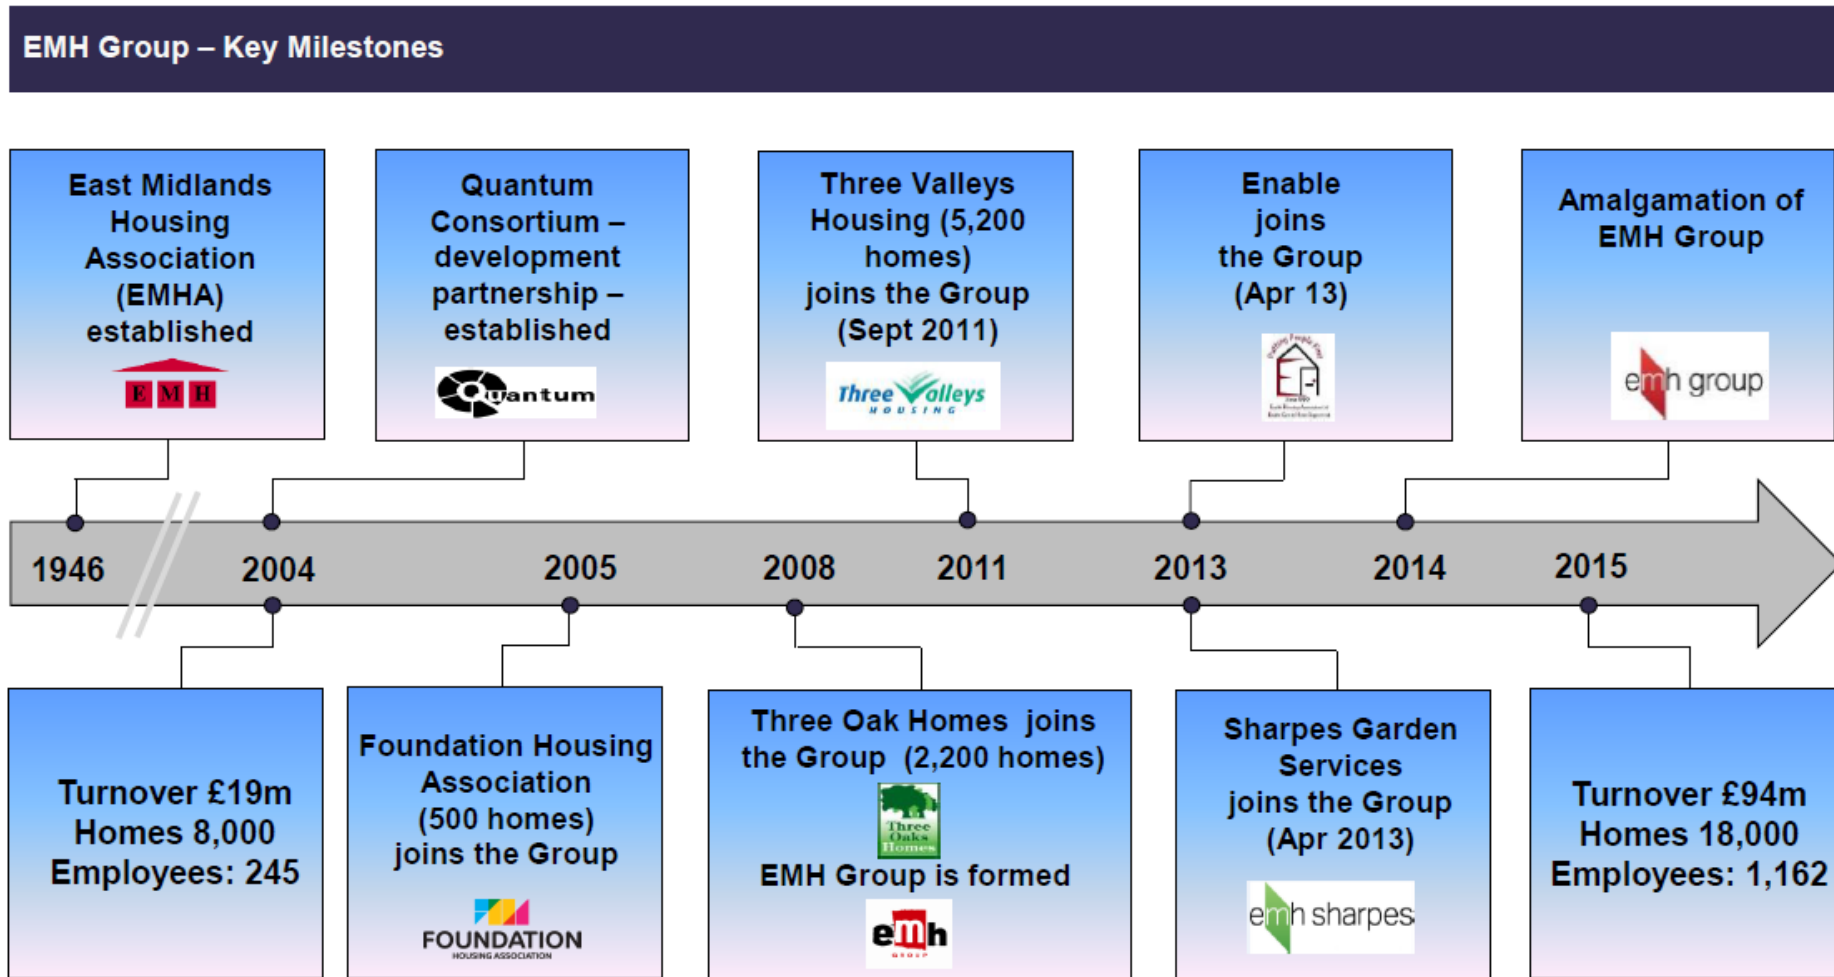 EMH Group – Key Milestones
East Midlands
Housing
Association
(EMHA)
established
E M H
Quantum
Consortium –
development
partnership –
established
Quantum
Three Valleys
Housing (5,200
homes)
joins the Group
(Sept 2011)
Three Valleys
HOUSING
Enable
joins
the Group
(Apr 13)
Putting People First
Amalgamation of
EMH Group
emh group
1946
2004
2005
2008
2011
2013
2014
2015
Turnover £19m
Homes 8,000
Employees: 245
Foundation Housing
Association
(500 homes)
joins the Group
FOUNDATION
HOUSING ASSOCIATION
Three Oak Homes joins
the Group (2,200 homes)
Three
Oaks
Homes
EMH Group is formed
emh
GROUP
Sharpes Garden
Services
joins the Group
(Apr 2013)
emh sharpes
Turnover £94m
Homes 18,000
Employees: 1,162